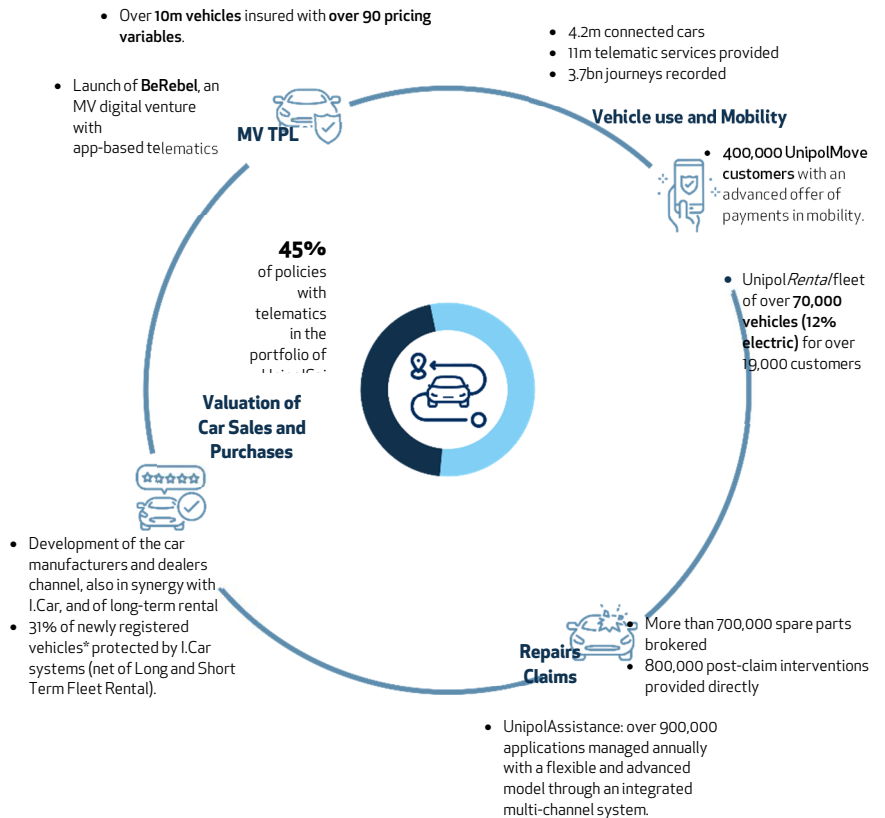 • Over 10m vehicles insured with over 90 pricing
variables.
• Launch of BeRebel, an
MV digital venture
with
app-based telematics
MV TPL
• 4.2m connected cars
• 11m telematic services provided
• 3.7bn journeys recorded
Vehicle use and Mobility
• 400,000 UnipolMove
customers with an
advanced offer of
payments in mobility.
• UnipolRental fleet
of over 70,000
vehicles (12%
electric) for over
19,000 customers
45%
of policies
with
telematics
in the
portfolio of
Valuation of
Car Sales and
Purchases
• Development of the car
manufacturers and dealers
channel, also in synergy with
I.Car, and of long-term rental
• 31% of newly registered
vehicles* protected by I.Car
systems (net of Long and Short
Term Fleet Rental).
Repairs
Claims
• More than 700,000 spare parts
brokered
• 800,000 post-claim interventions
provided directly
• UnipolAssistance: over 900,000
applications managed annually
with a flexible and advanced
model through an integrated
multi-channel system.